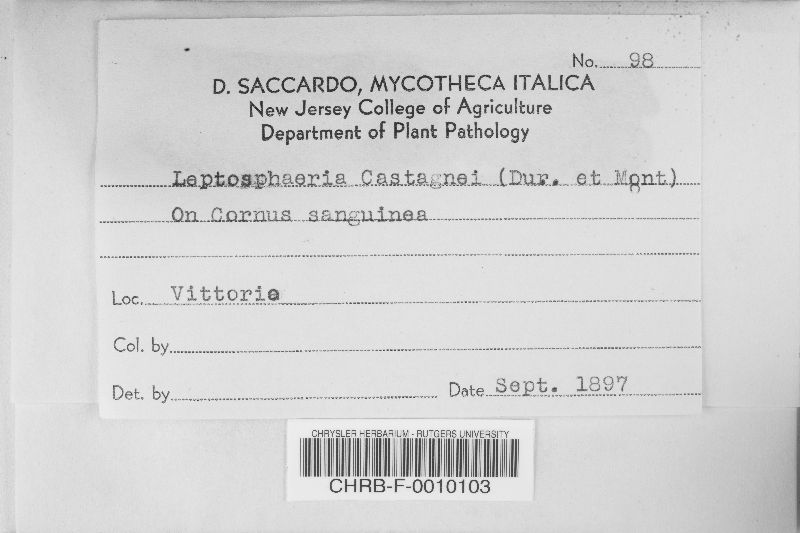 No. 98
D. SACCARDO, MYCOTHECA ITALICA
New Jersey College of Agriculture
Department of Plant Pathology
Leptosphaeria Castagnei (Dur. et Mont)
On Cornus sanguinea
Loc. Vittorio
Col. by
Det. by
Date Sept. 1897
CHRYSLER HERBARIUM - RUTGERS UNIVERSITY
CHRB-F-0010103